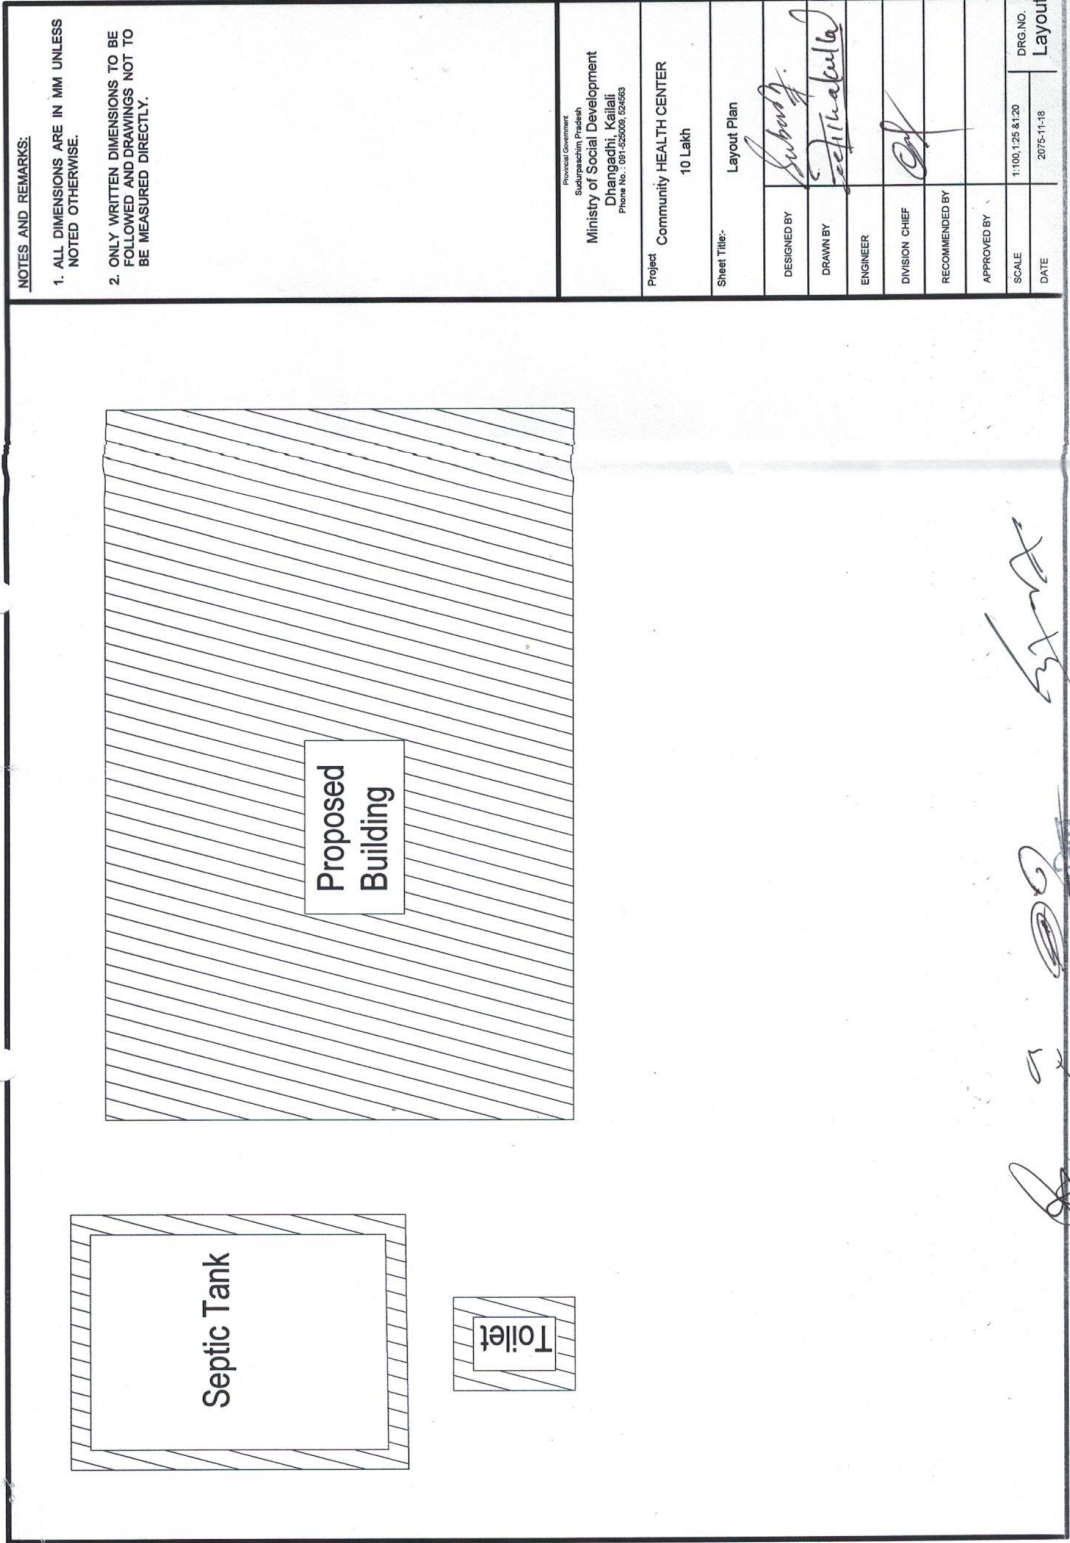 NOTES AND REMARKS:
1. ALL DIMENSIONS ARE IN MM UNLESS
NOTED OTHERWISE.
2. ONLY WRITTEN DIMENSIONS TO BE
FOLLOWED AND DRAWINGS NOT TO
BE MEASURED DIRECTLY.
Provincial Government
Sudurpaschim Pradesh
Ministry of Social Development
Dhangadhi, Kailali
Phone No. : 091-525009, 524563
Project
Community HEALTH CENTER
10 Lakh
Sheet Title:-
Layout Plan
DESIGNED BY
DRAWN BY
ENGINEER
DIVISION CHIEF
RECOMMENDED BY
APPROVED BY
SCALE 1:100,1:25 &1:20
DATE 2075-11-18
DRG.NO.
Layout
Septic Tank
Toilet
Proposed
Building